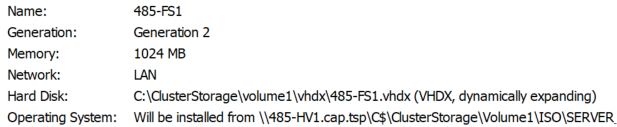 Name: 485-FS1
Generation: Generation 2
Memory: 1024 MB
Network: LAN
Hard Disk: C:\ClusterStorage\volume1\vhdx\485-FS1.vhdx (VHDX, dynamically expanding)
Operating System: Will be installed from \\485-HV1.cap.tsp\C$\ClusterStorage\Volume1\ISO\SERVER_